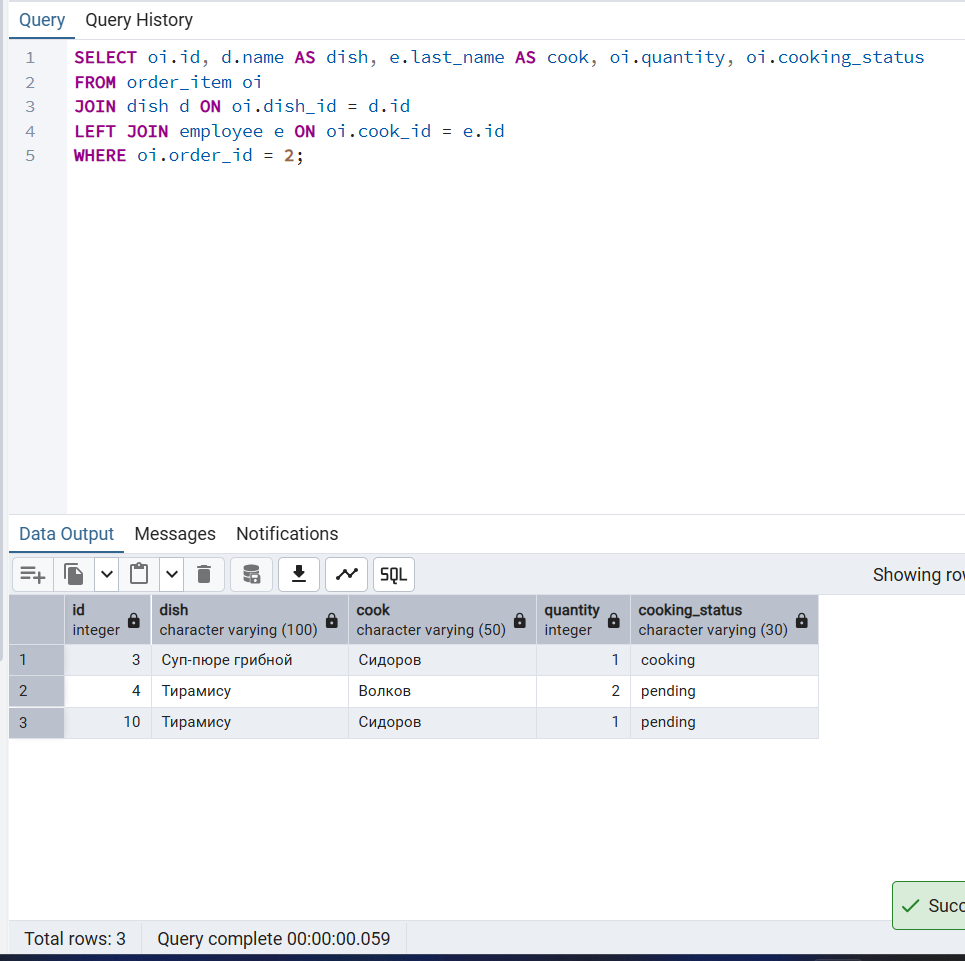 Query Query History
1 SELECT oi.id, d.name AS dish, e.last_name AS cook, oi.quantity, oi.cooking_status
2 FROM order_item oi
3 JOIN dish d ON oi.dish_id = d.id
4 LEFT JOIN employee e ON oi.cook_id = e.id
5 WHERE oi.order_id = 2;
Data Output Messages Notifications
SQL Showing
id dish cook quantity cooking_status
integer character varying (100) character varying (50) integer character varying (30)
1 3 Суп-пюре грибной Сидоров 1 cooking
2 4 Тирамису Волков 2 pending
3 10 Тирамису Сидоров 1 pending
Succ
Total rows: 3 Query complete 00:00:00.059